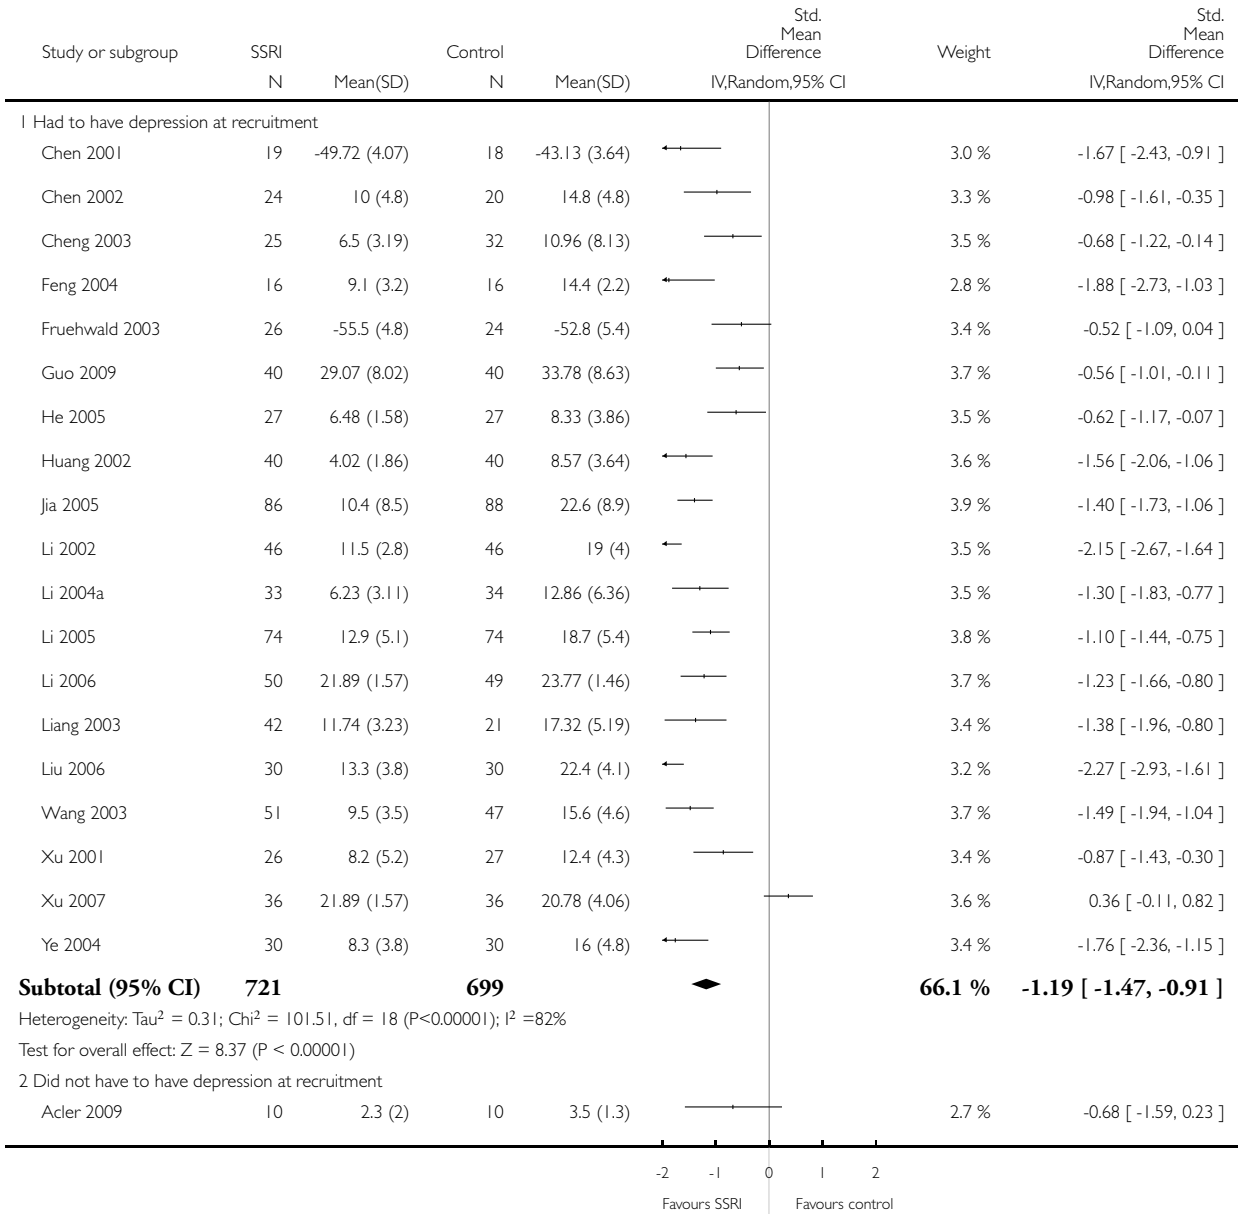 Std.
Mean
Difference
Std.
Mean
Difference
Study or subgroup SSRI Control Weight
N Mean(SD) N Mean(SD) IV,Random,95% CI IV,Random,95% CI
1 Had to have depression at recruitment
Chen 2001 19 -49.72 (4.07) 18 -43.13 (3.64) 3.0 % -1.67 [ -2.43, -0.91 ]
Chen 2002 24 10 (4.8) 20 14.8 (4.8) 3.3 % -0.98 [ -1.61, -0.35 ]
Cheng 2003 25 6.5 (3.19) 32 10.96 (8.13) 3.5 % -0.68 [ -1.22, -0.14 ]
Feng 2004 16 9.1 (3.2) 16 14.4 (2.2) 2.8 % -1.88 [ -2.73, -1.03 ]
Fruehwald 2003 26 -55.5 (4.8) 24 -52.8 (5.4) 3.4 % -0.52 [ -1.09, 0.04 ]
Guo 2009 40 29.07 (8.02) 40 33.78 (8.63) 3.7 % -0.56 [ -1.01, -0.11 ]
He 2005 27 6.48 (1.58) 27 8.33 (3.86) 3.5 % -0.62 [ -1.17, -0.07 ]
Huang 2002 40 4.02 (1.86) 40 8.57 (3.64) 3.6 % -1.56 [ -2.06, -1.06 ]
Jia 2005 86 10.4 (8.5) 88 22.6 (8.9) 3.9 % -1.40 [ -1.73, -1.06 ]
Li 2002 46 11.5 (2.8) 46 19 (4) 3.5 % -2.15 [ -2.67, -1.64 ]
Li 2004a 33 6.23 (3.11) 34 12.86 (6.36) 3.5 % -1.30 [ -1.83, -0.77 ]
Li 2005 74 12.9 (5.1) 74 18.7 (5.4) 3.8 % -1.10 [ -1.44, -0.75 ]
Li 2006 50 21.89 (1.57) 49 23.77 (1.46) 3.7 % -1.23 [ -1.66, -0.80 ]
Liang 2003 42 11.74 (3.23) 21 17.32 (5.19) 3.4 % -1.38 [ -1.96, -0.80 ]
Liu 2006 30 13.3 (3.8) 30 22.4 (4.1) 3.2 % -2.27 [ -2.93, -1.61 ]
Wang 2003 51 9.5 (3.5) 47 15.6 (4.6) 3.7 % -1.49 [ -1.94, -1.04 ]
Xu 2001 26 8.2 (5.2) 27 12.4 (4.3) 3.4 % -0.87 [ -1.43, -0.30 ]
Xu 2007 36 21.89 (1.57) 36 20.78 (4.06) 3.6 % 0.36 [ -0.11, 0.82 ]
Ye 2004 30 8.3 (3.8) 30 16 (4.8) 3.4 % -1.76 [ -2.36, -1.15 ]
Subtotal (95% CI) 721 699 66.1 % -1.19 [ -1.47, -0.91 ]
Heterogeneity: Tau² = 0.31; Chi² = 101.51, df = 18 (P<0.00001); I² =82%
Test for overall effect: Z = 8.37 (P < 0.00001)
2 Did not have to have depression at recruitment
Acler 2009 10 2.3 (2) 10 3.5 (1.3) 2.7 % -0.68 [ -1.59, 0.23 ]
-2 -1 0 1 2
Favours SSRI Favours control